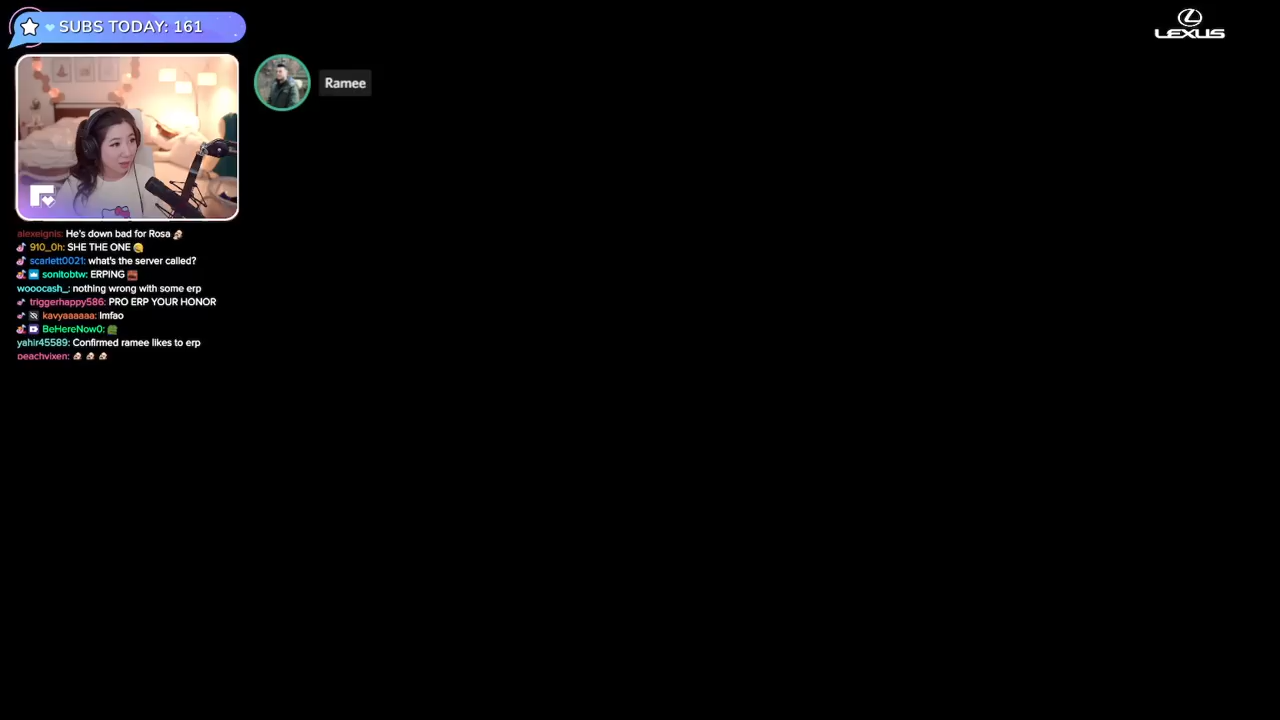 SUBS TODAY: 161
LEXUS
Ramee
alexeignis: He's down bad for Rosa
910_0h: SHE THE ONE
scarlett0021: what's the server called?
sonitobtw: ERPING
wooocash_: nothing wrong with some erp
triggerhappy586: PRO ERP YOUR HONOR
kavyaaaaaa: lmfao
BeHereNow0:
yahir45589: Confirmed ramee likes to erp
peachvixen: